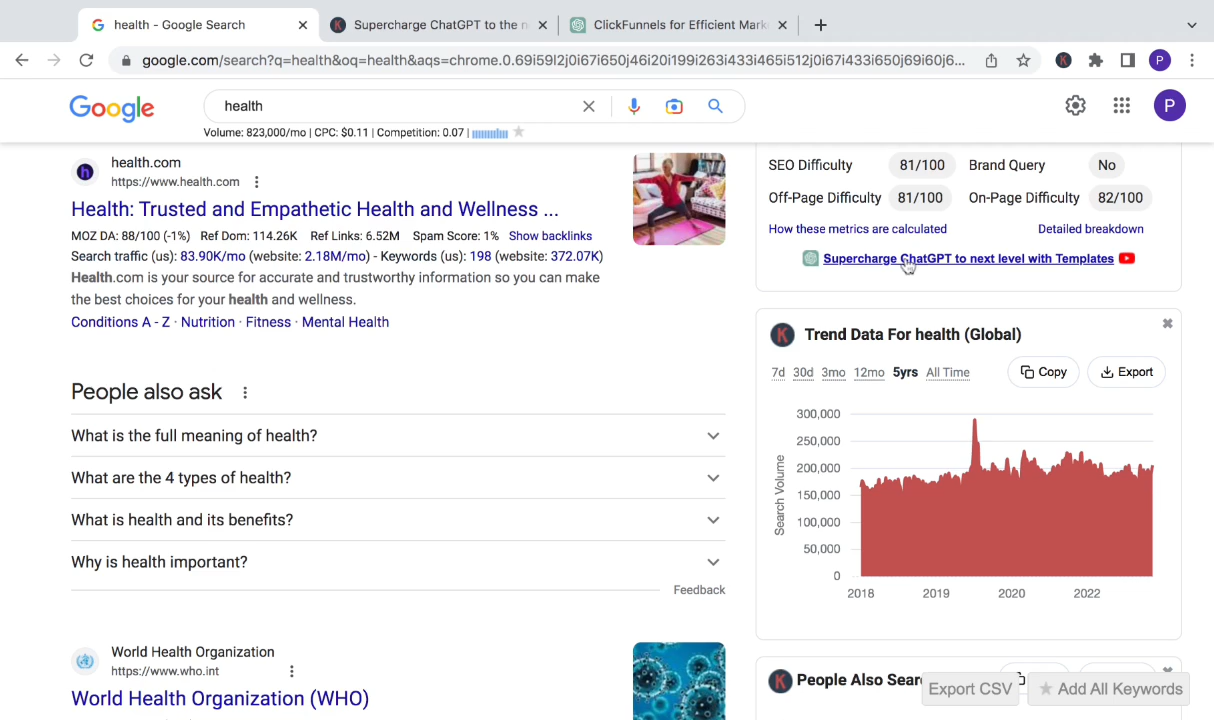 health - Google Search
Supercharge ChatGPT to the n
ClickFunnels for Efficient Mark
google.com/search?q=health&oq=health&aqs=chrome.0.69i59l2j0i67i650j46i20i199i263i433i465i512j0i67i433i650j69i60j6...
P
Google
health
P
Volume: 823,000/mo | CPC: $0.11 | Competition: 0.07 |
health.com
https://www.health.com
Health: Trusted and Empathetic Health and Wellness ...
MOZ DA: 88/100 (-1%) Ref Dom: 114.26K Ref Links: 6.52M Spam Score: 1% Show backlinks
Search traffic (us): 83.90K/mo (website: 2.18M/mo) - Keywords (us): 198 (website: 372.07K)
Health.com is your source for accurate and trustworthy information so you can make
the best choices for your health and wellness.
Conditions A - Z · Nutrition · Fitness · Mental Health
People also ask
What is the full meaning of health?
What are the 4 types of health?
What is health and its benefits?
Why is health important?
Feedback
World Health Organization
https://www.who.int
World Health Organization (WHO)
SEO Difficulty 81/100 Brand Query No
Off-Page Difficulty 81/100 On-Page Difficulty 82/100
How these metrics are calculated Detailed breakdown
Supercharge ChatGPT to next level with Templates
K
Trend Data For health (Global)
7d 30d 3mo 12mo 5yrs All Time Copy Export
Search Volume
300,000
250,000
200,000
150,000
100,000
50,000
0
2018 2019 2020 2022
K
People Also Sear
Export CSV
Add All Keywords